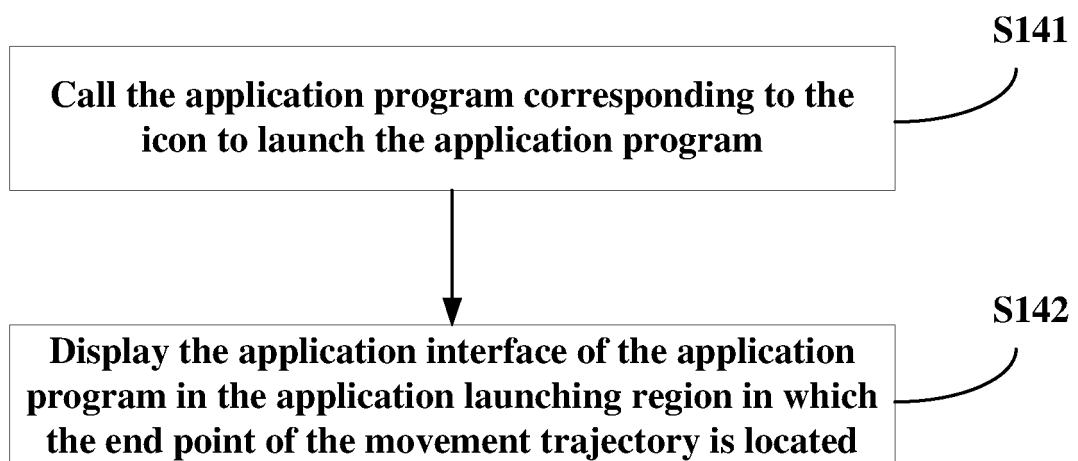 S141
Call the application program corresponding to the
icon to launch the application program
S142
Display the application interface of the application
program in the application launching region in which
the end point of the movement trajectory is located